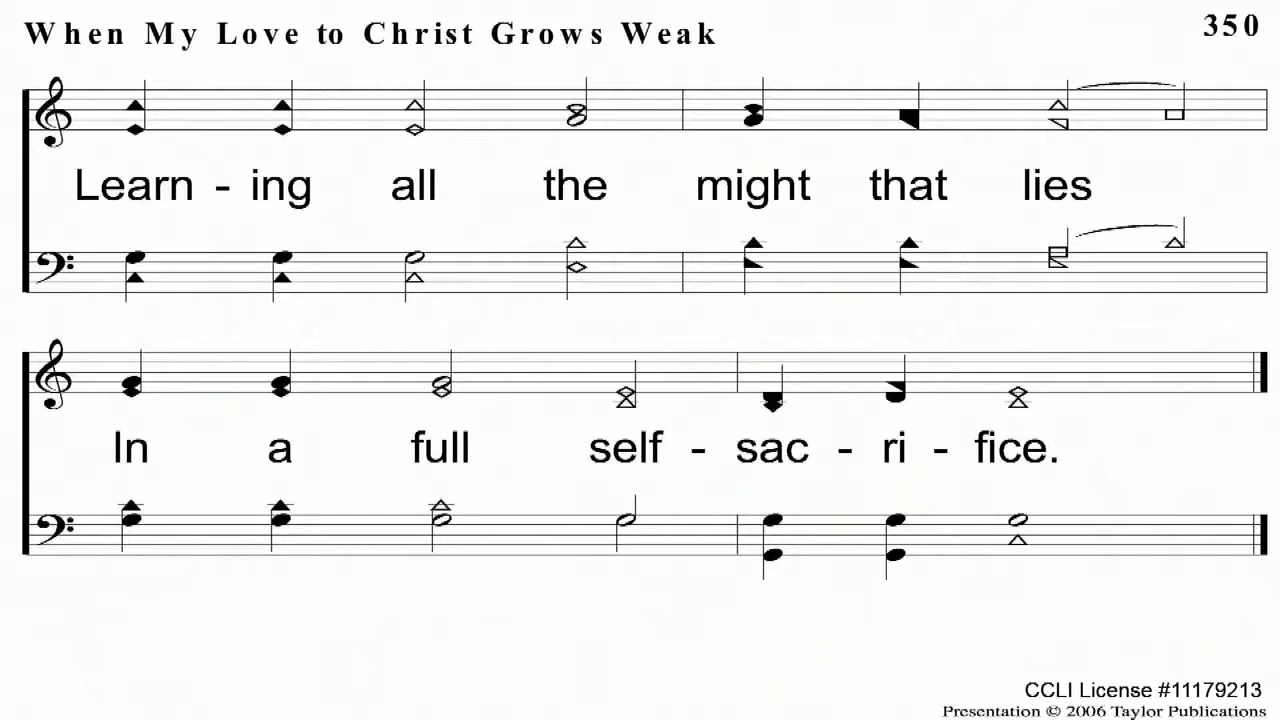 When My Love to Christ Grows Weak
350
Learn - ing all the might that lies
In a full self - sac - ri - fice.
CCLI License #11179213
Presentation © 2006 Taylor Publications